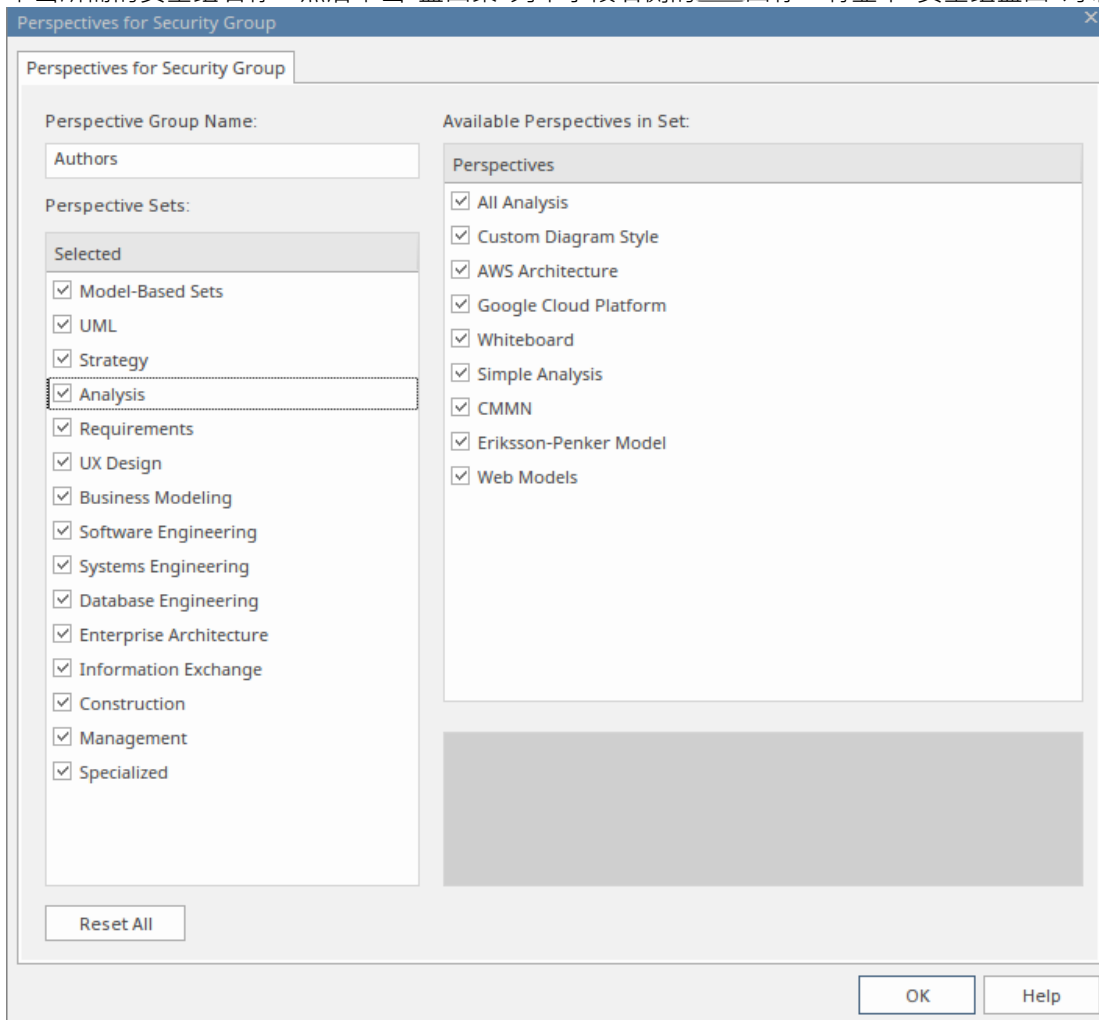 Perspectives for Security Group
Perspectives for Security Group
Perspective Group Name:
Authors
Perspective Sets:
Selected
Model-Based Sets
UML
Strategy
Analysis
Requirements
UX Design
Business Modeling
Software Engineering
Systems Engineering
Database Engineering
Enterprise Architecture
Information Exchange
Construction
Management
Specialized
Reset All
Available Perspectives in Set:
Perspectives
All Analysis
Custom Diagram Style
AWS Architecture
Google Cloud Platform
Whiteboard
Simple Analysis
CMMN
Eriksson-Penker Model
Web Models
OK
Help